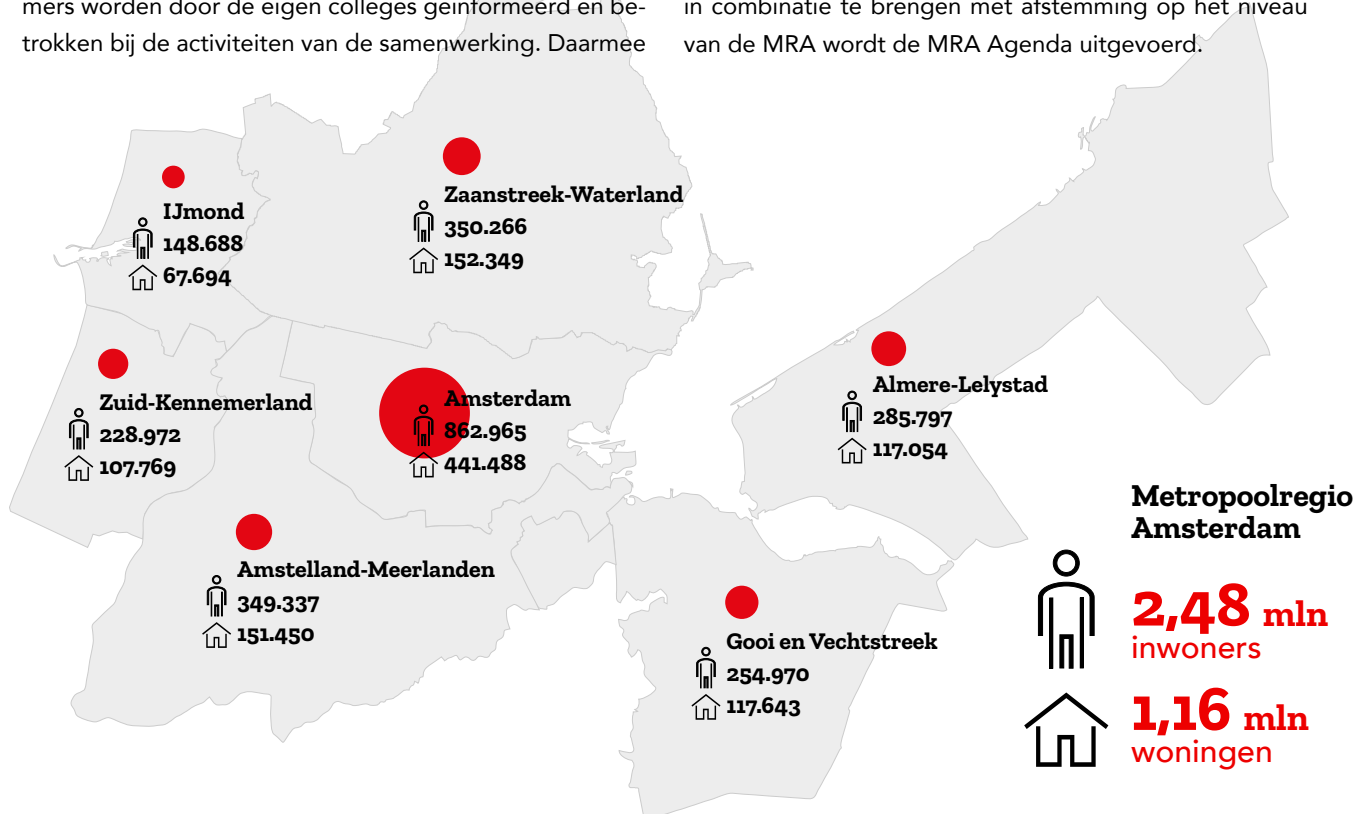 mers worden door de eigen colleges geïnformeerd en be-
trokken bij de activiteiten van de samenwerking. Daarmee
in combinatie te brengen met afstemming op het niveau
van de MRA wordt de MRA Agenda uitgevoerd.
IJmond
148.688
67.694
Zaanstreek-Waterland
350.266
152.349
Zuid-Kennemerland
228.972
107.769
Amsterdam
862.965
441.488
Almere-Lelystad
285.797
117.054
Amstelland-Meerlanden
349.337
151.450
Gooi en Vechtstreek
254.970
117.643
Metropoolregio
Amsterdam
2,48 mln
inwoners
1,16 mln
woningen